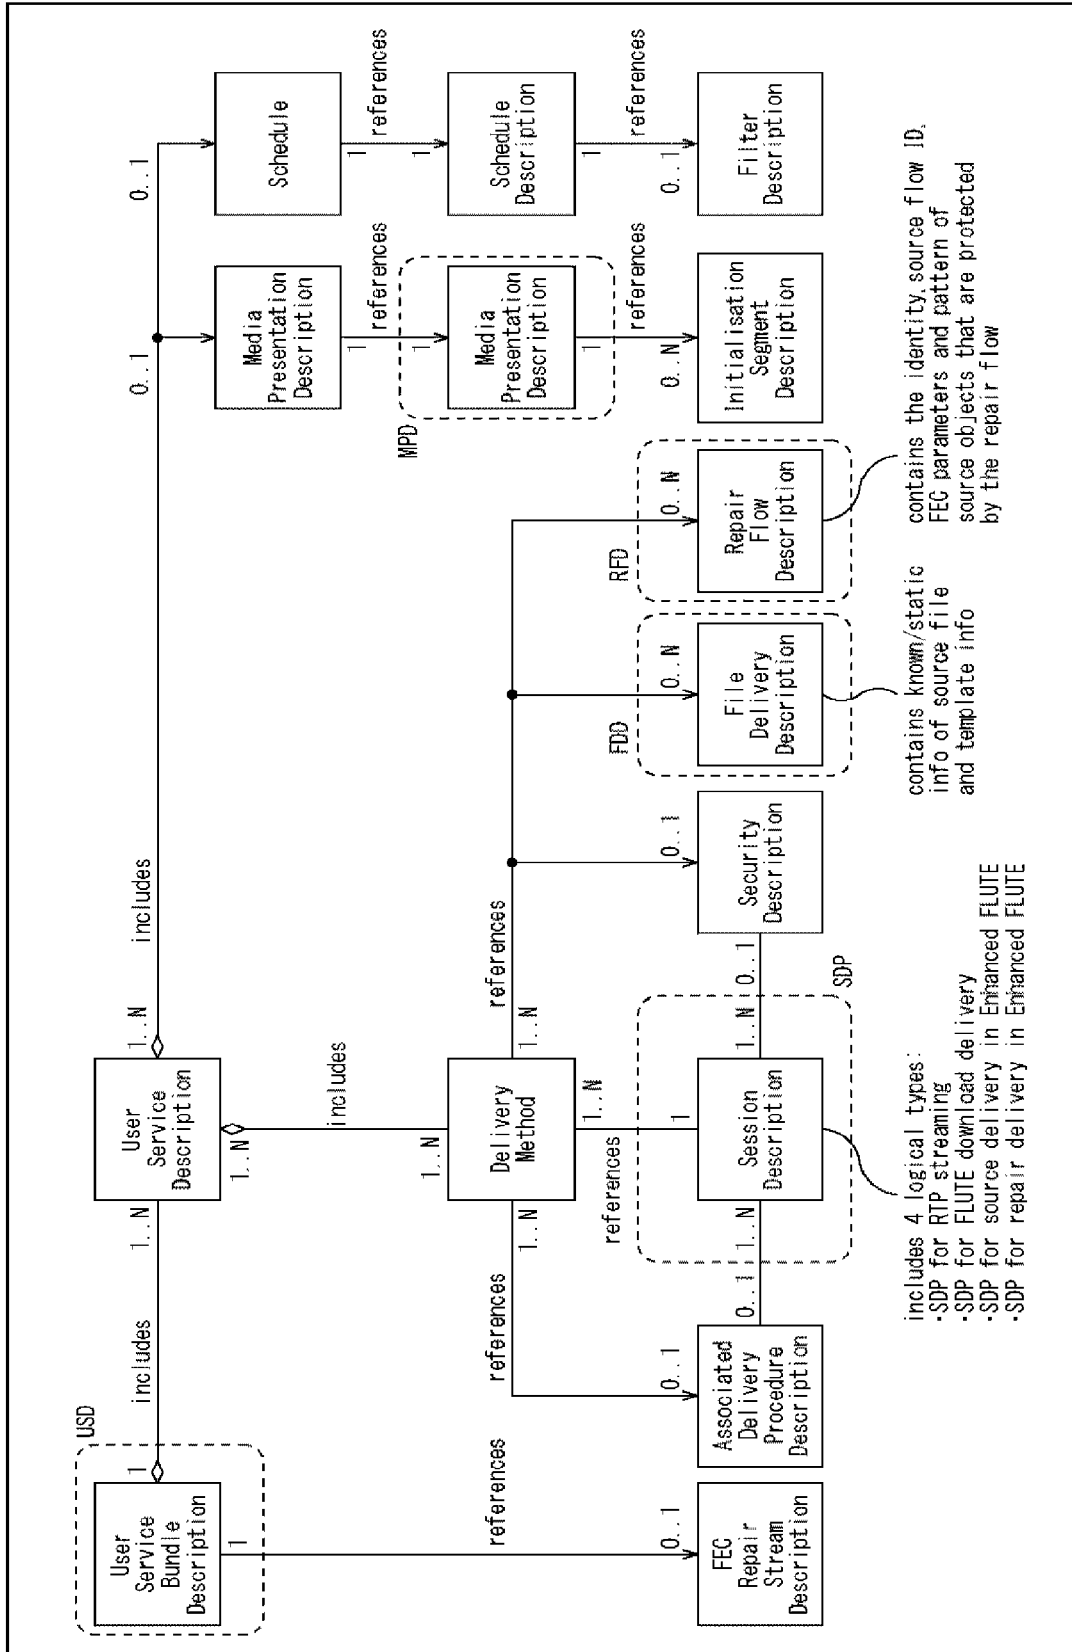 USD
User
Service
Bundle
Description
1
includes
1..N
User
Service
Description
1..N
includes
0..1
0..1
1..N
includes
1..N
1
references
0..1
Media
Presentation
Description
Schedule
1
references
1
1
references
1
MPD
Media
Presentation
Description
Schedule
Description
1
references
0..N
1
references
0..1
Initialisation
Segment
Description
Filter
Description
Delivery
Method
1..N
references
0..1
1..N
references
1
1..N
references
0..1
0..N
0..N
FEC
Repair
Stream
Description
Associated
Delivery
Procedure
Description
0..1
1..N
Session
Description
1..N
0..1
SDP
Security
Description
FDD
File
Delivery
Description
RFD
Repair
Flow
Description
includes 4 logical types:
・SDP for RTP streaming
・SDP for FLUTE download delivery
・SDP for source delivery in Enhanced FLUTE
・SDP for repair delivery in Enhanced FLUTE
contains known/static
info of source file
and template info
contains the identity, source flow ID,
FEC parameters and pattern of
source objects that are protected
by the repair flow